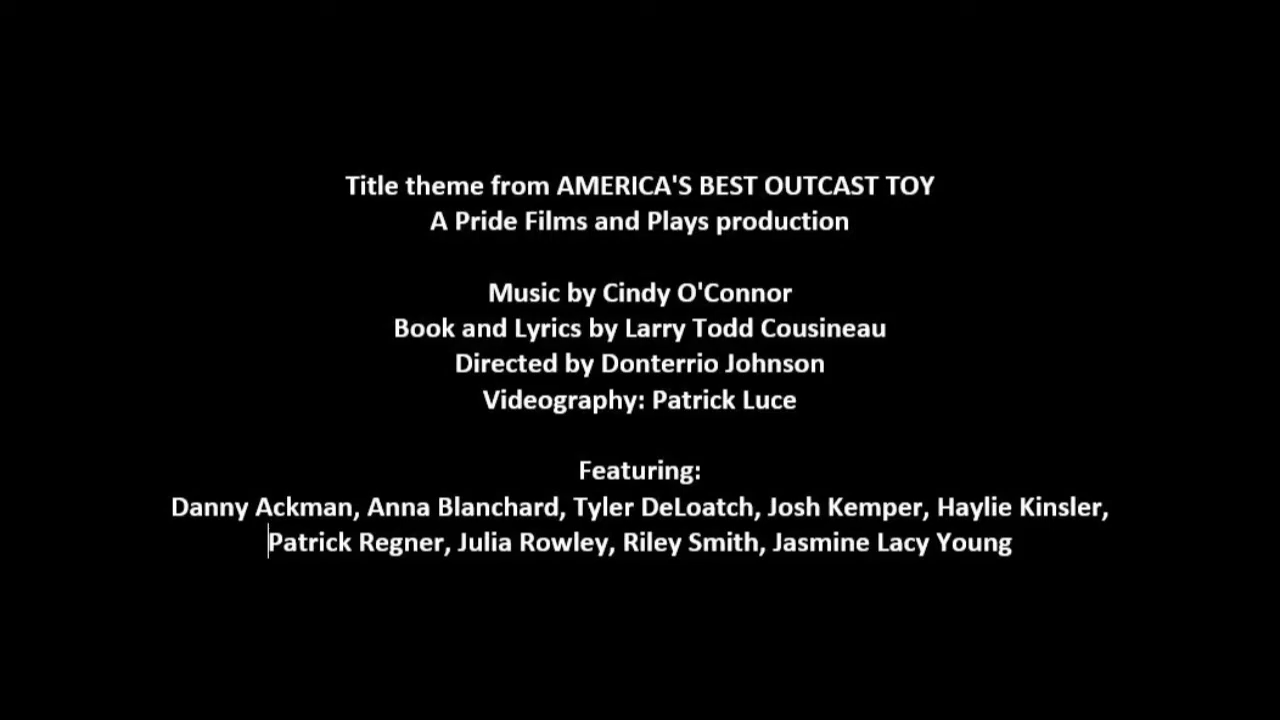 Title theme from AMERICA'S BEST OUTCAST TOY
A Pride Films and Plays production
Music by Cindy O'Connor
Book and Lyrics by Larry Todd Cousineau
Directed by Donterrio Johnson
Videography: Patrick Luce
Featuring:
Danny Ackman, Anna Blanchard, Tyler DeLoatch, Josh Kemper, Haylie Kinsler,
Patrick Regner, Julia Rowley, Riley Smith, Jasmine Lacy Young